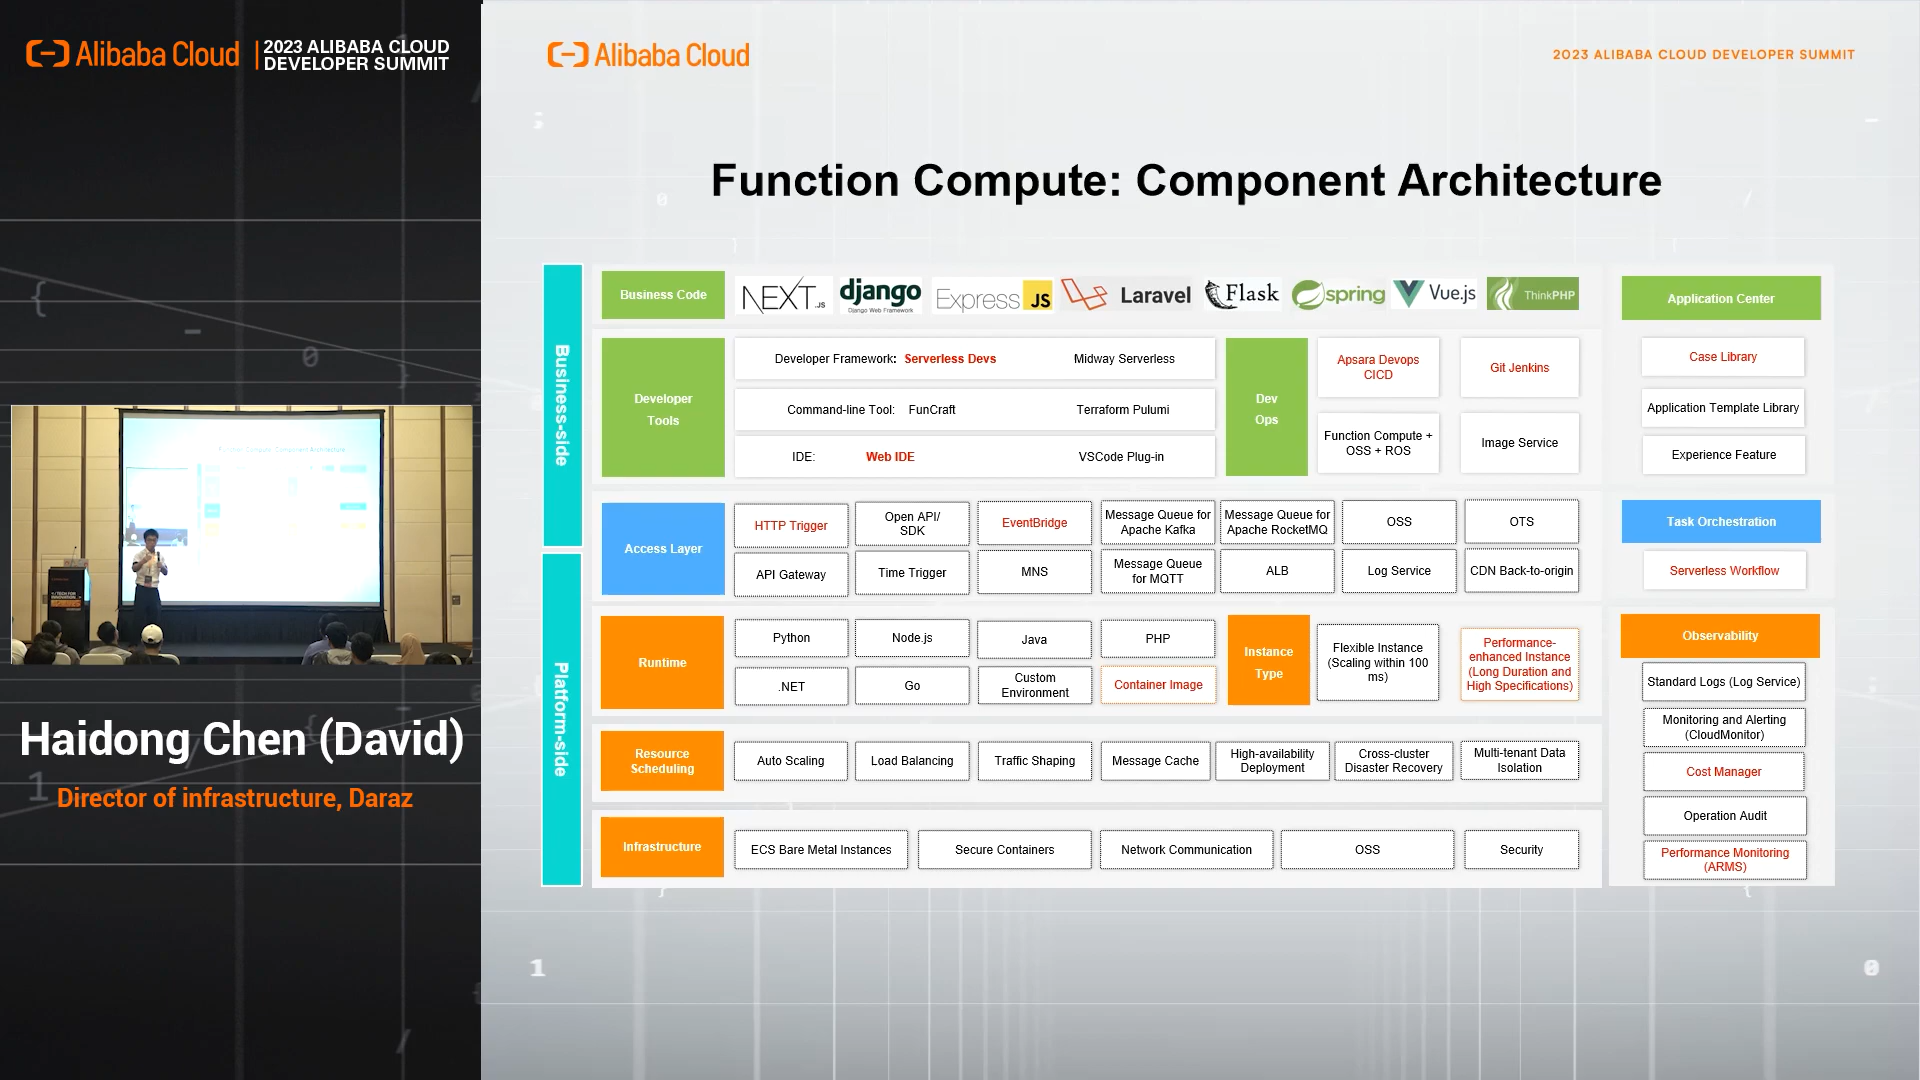 Alibaba Cloud
2023 ALIBABA CLOUD
DEVELOPER SUMMIT
Haidong Chen (David)
Director of infrastructure, Daraz
Alibaba Cloud
2023 ALIBABA CLOUD DEVELOPER SUMMIT
Function Compute: Component Architecture
Business-side
Business Code
NEXT.JS
django
Django Web Framework
Express JS
Laravel
Flask
spring
Vue.js
ThinkPHP
Developer
Tools
Developer Framework: Serverless Devs
Midway Serverless
Command-line Tool: FunCraft
Terraform Pulumi
IDE: Web IDE
VSCode Plug-in
Dev
Ops
Apsara Devops
CICD
Git Jenkins
Function Compute +
OSS + ROS
Image Service
Access Layer
HTTP Trigger
Open API/
SDK
EventBridge
Message Queue for
Apache Kafka
Message Queue for
Apache RocketMQ
OSS
OTS
API Gateway
Time Trigger
MNS
Message Queue
for MQTT
ALB
Log Service
CDN Back-to-origin
Platform-side
Runtime
Python
Node.js
Java
PHP
.NET
Go
Custom
Environment
Container Image
Instance
Type
Flexible Instance
(Scaling within 100
ms)
Performance-
enhanced Instance
(Long Duration and
High Specifications)
Resource
Scheduling
Auto Scaling
Load Balancing
Traffic Shaping
Message Cache
High-availability
Deployment
Cross-cluster
Disaster Recovery
Multi-tenant Data
Isolation
Infrastructure
ECS Bare Metal Instances
Secure Containers
Network Communication
OSS
Security
Application Center
Case Library
Application Template Library
Experience Feature
Task Orchestration
Serverless Workflow
Observability
Standard Logs (Log Service)
Monitoring and Alerting
(CloudMonitor)
Cost Manager
Operation Audit
Performance Monitoring
(ARMS)